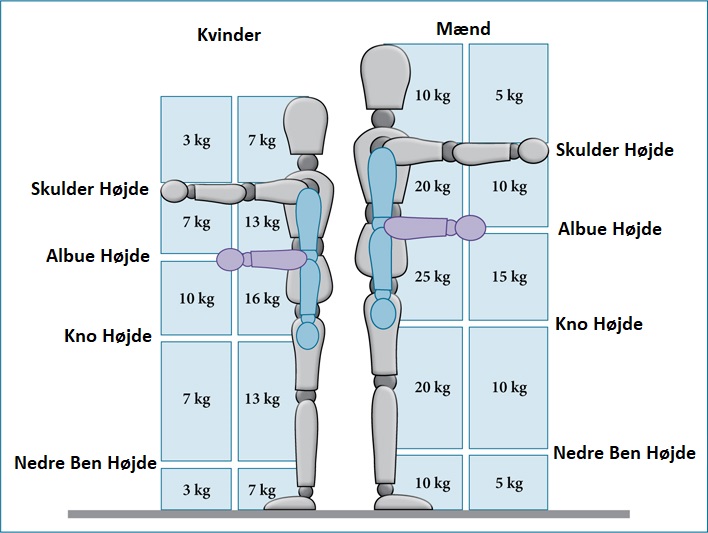 Kvinder
Mænd
10 kg
5 kg
3 kg
7 kg
Skulder Højde
Skulder Højde
20 kg
10 kg
7 kg
13 kg
Albue Højde
Albue Højde
25 kg
15 kg
10 kg
16 kg
Kno Højde
Kno Højde
20 kg
10 kg
7 kg
13 kg
Nedre Ben Højde
Nedre Ben Højde
10 kg
5 kg
3 kg
7 kg